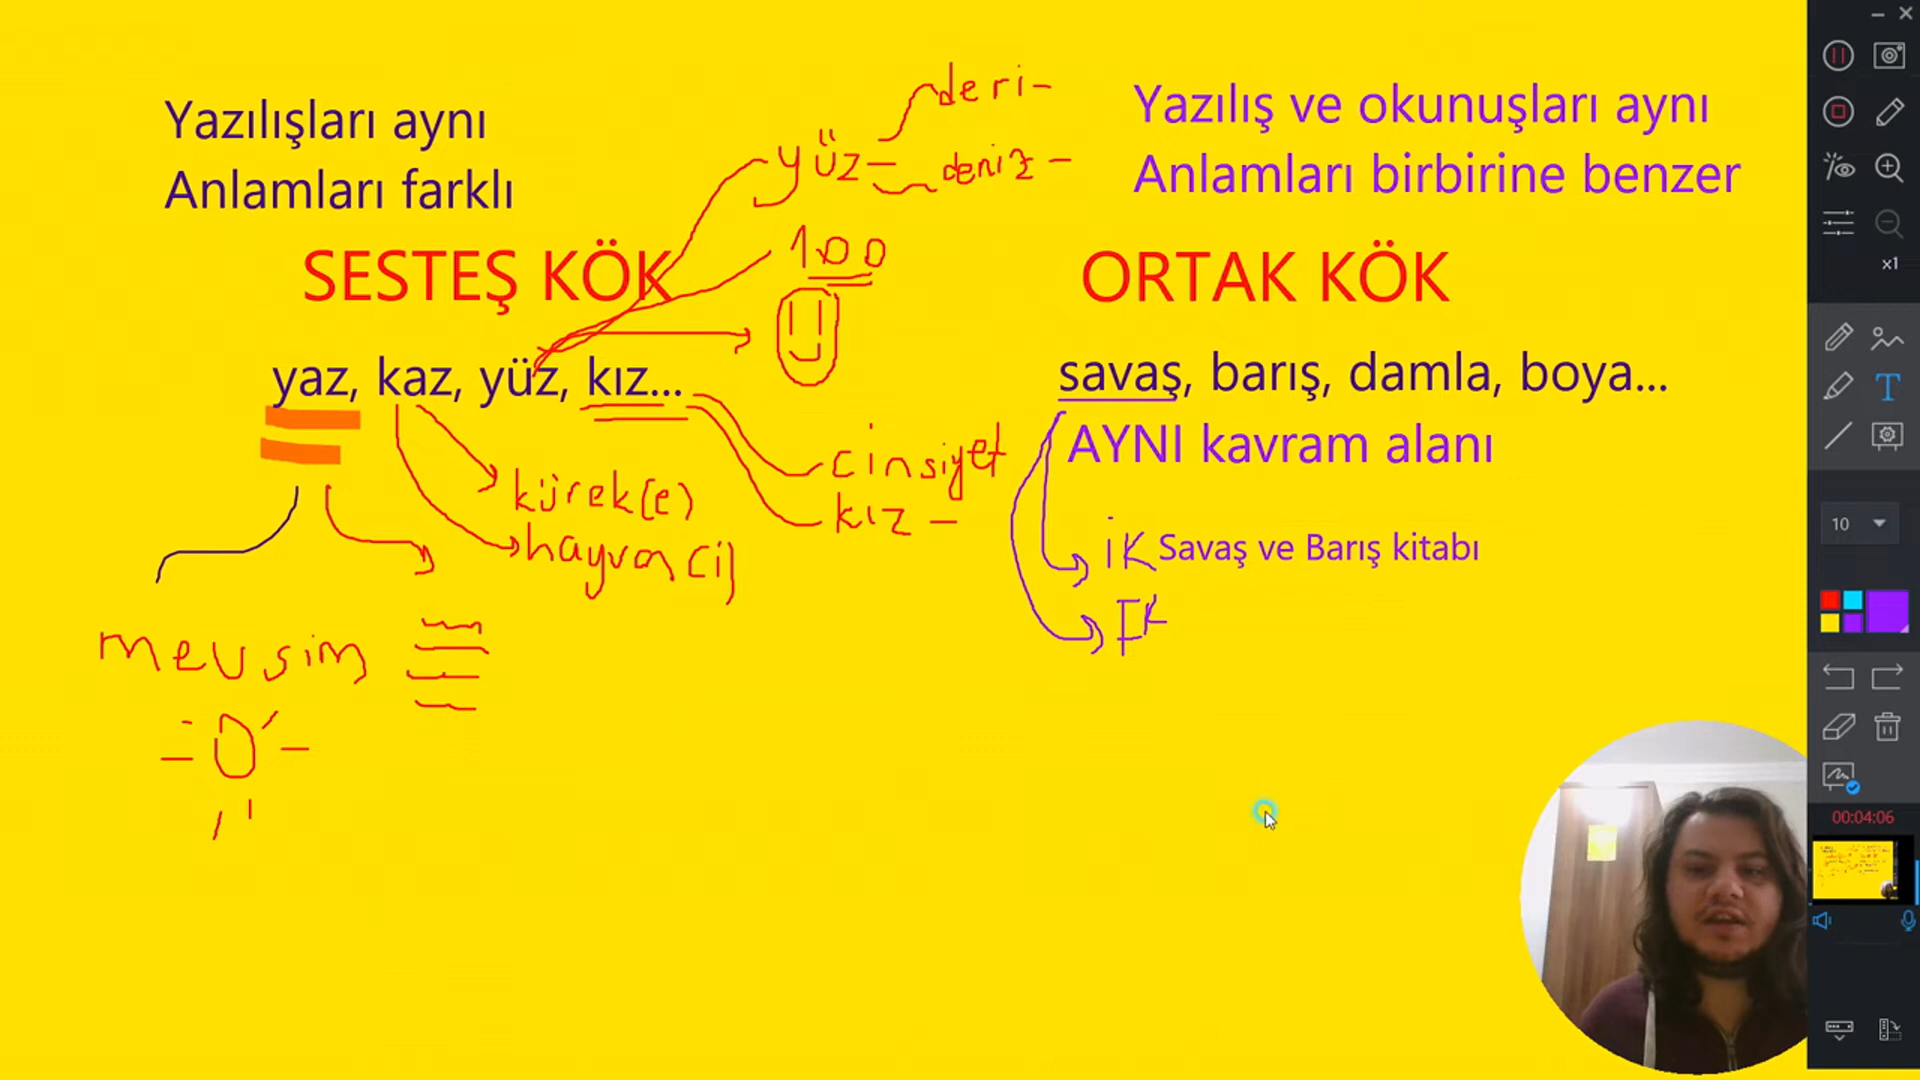 Yazılışları aynı
Anlamları farklı
SESTEŞ KÖK
yaz, kaz, yüz, kız...
deri-
yüz-
deniz-
100
kürek(e)
hayvan(i)
cinsiyet
kız-
mevsim
Yazılış ve okunuşları aynı
Anlamları birbirine benzer
ORTAK KÖK
savaş, barış, damla, boya...
AYNI kavram alanı
İK Savaş ve Barış kitabı
FK
x1
T
10
00:04:06